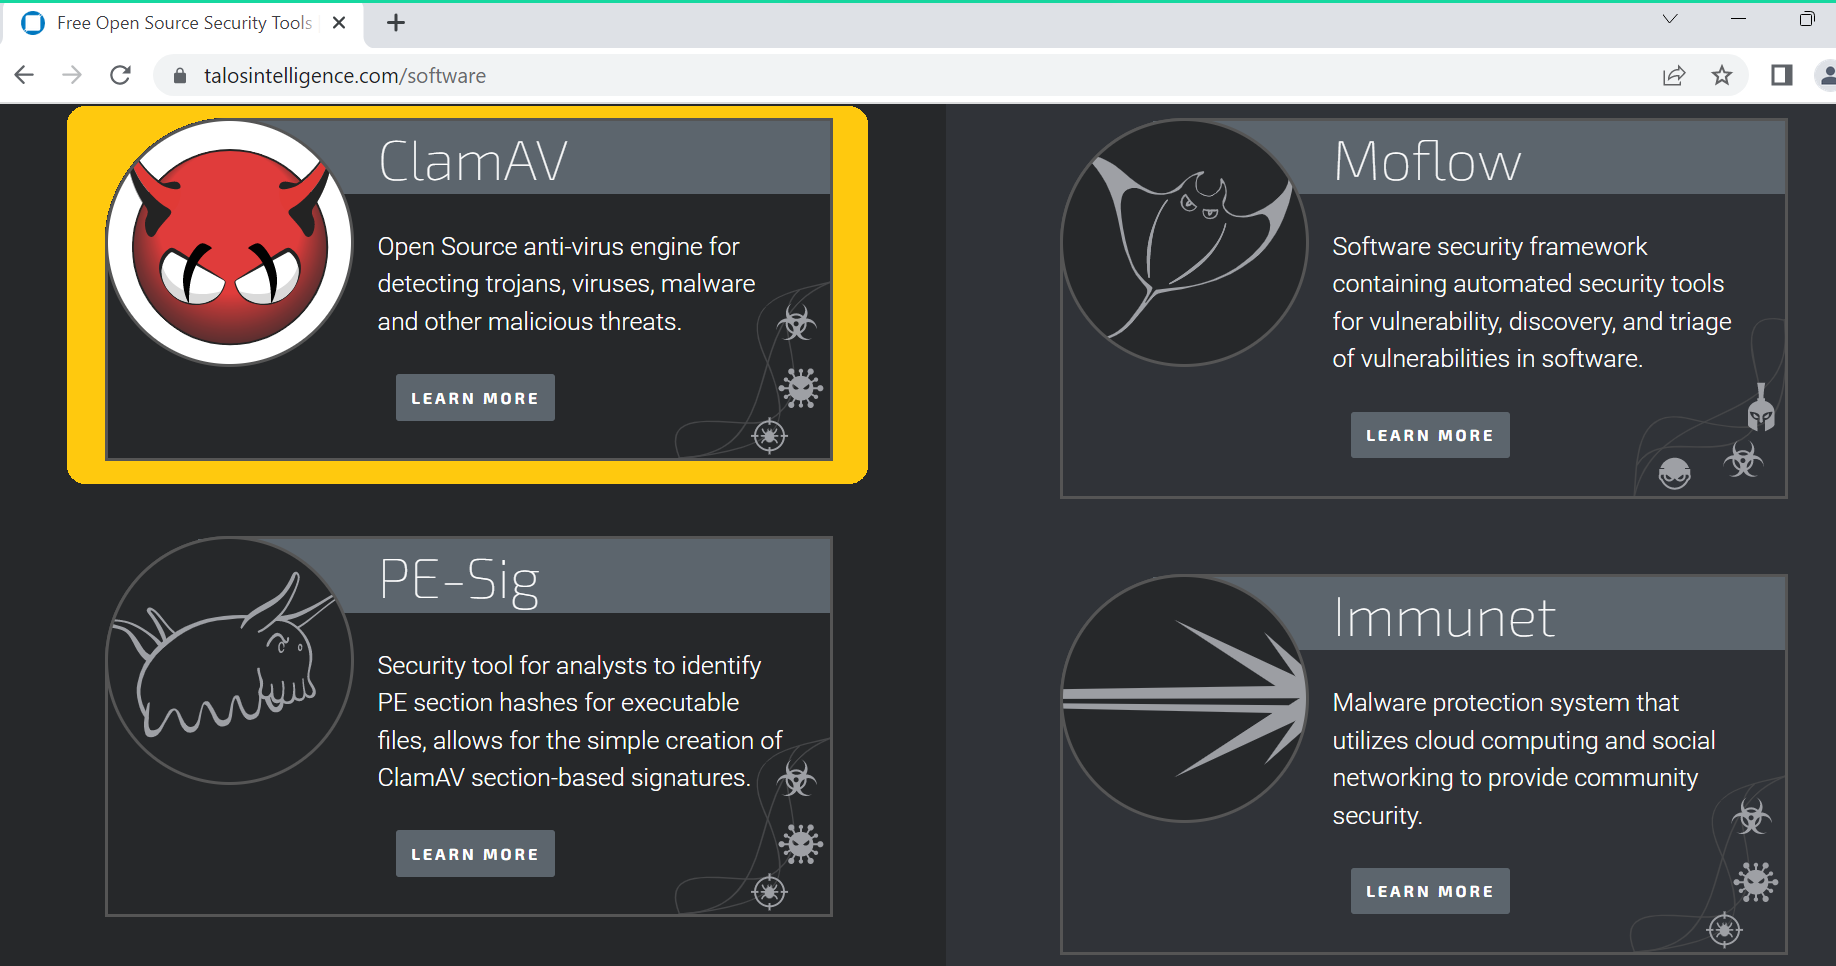 Free Open Source Security Tools
talosintelligence.com/software
ClamAV
Open Source anti-virus engine for
detecting trojans, viruses, malware
and other malicious threats.
LEARN MORE
Moflow
Software security framework
containing automated security tools
for vulnerability, discovery, and triage
of vulnerabilities in software.
LEARN MORE
PE-Sig
Security tool for analysts to identify
PE section hashes for executable
files, allows for the simple creation of
ClamAV section-based signatures.
LEARN MORE
Immunet
Malware protection system that
utilizes cloud computing and social
networking to provide community
security.
LEARN MORE